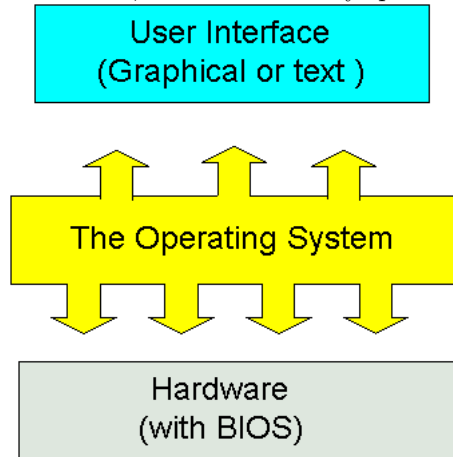 User Interface
(Graphical or text )
The Operating System
Hardware
(with BIOS)